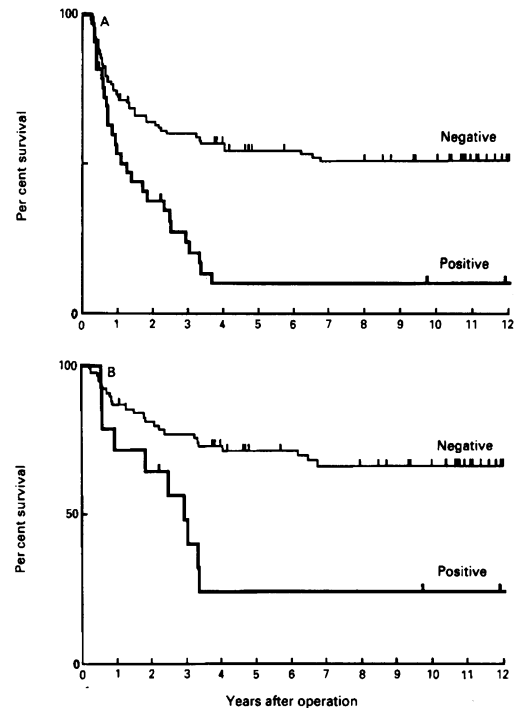 100
A
Per cent survival
Negative
Positive
0
0 1 2 3 4 5 6 7 8 9 10 11 12
100
B
Per cent survival
Negative
50
Positive
0
0 1 2 3 4 5 6 7 8 9 10 11 12
Years after operation